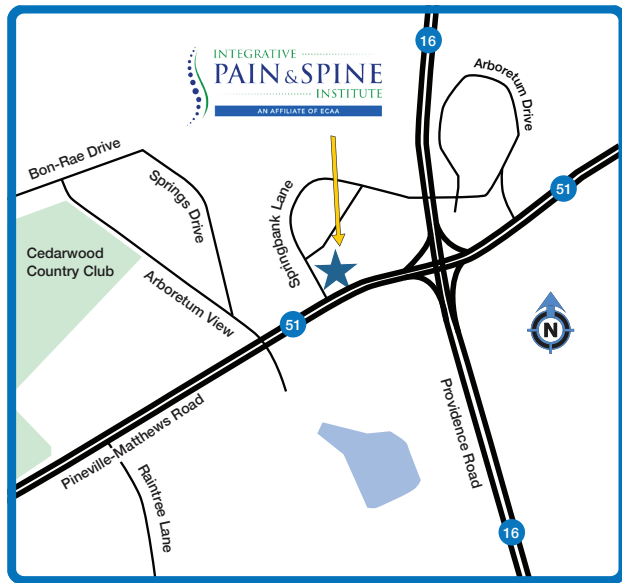 INTEGRATIVE
PAIN & SPINE
INSTITUTE
AN AFFILIATE OF ECAA
16
Arboretum Drive
51
Bon-Rae Drive
Springs Drive
Springbank Lane
Cedarwood
Country Club
Arboretum View
51
N
Pineville-Matthews Road
Providence Road
Raintree Lane
16